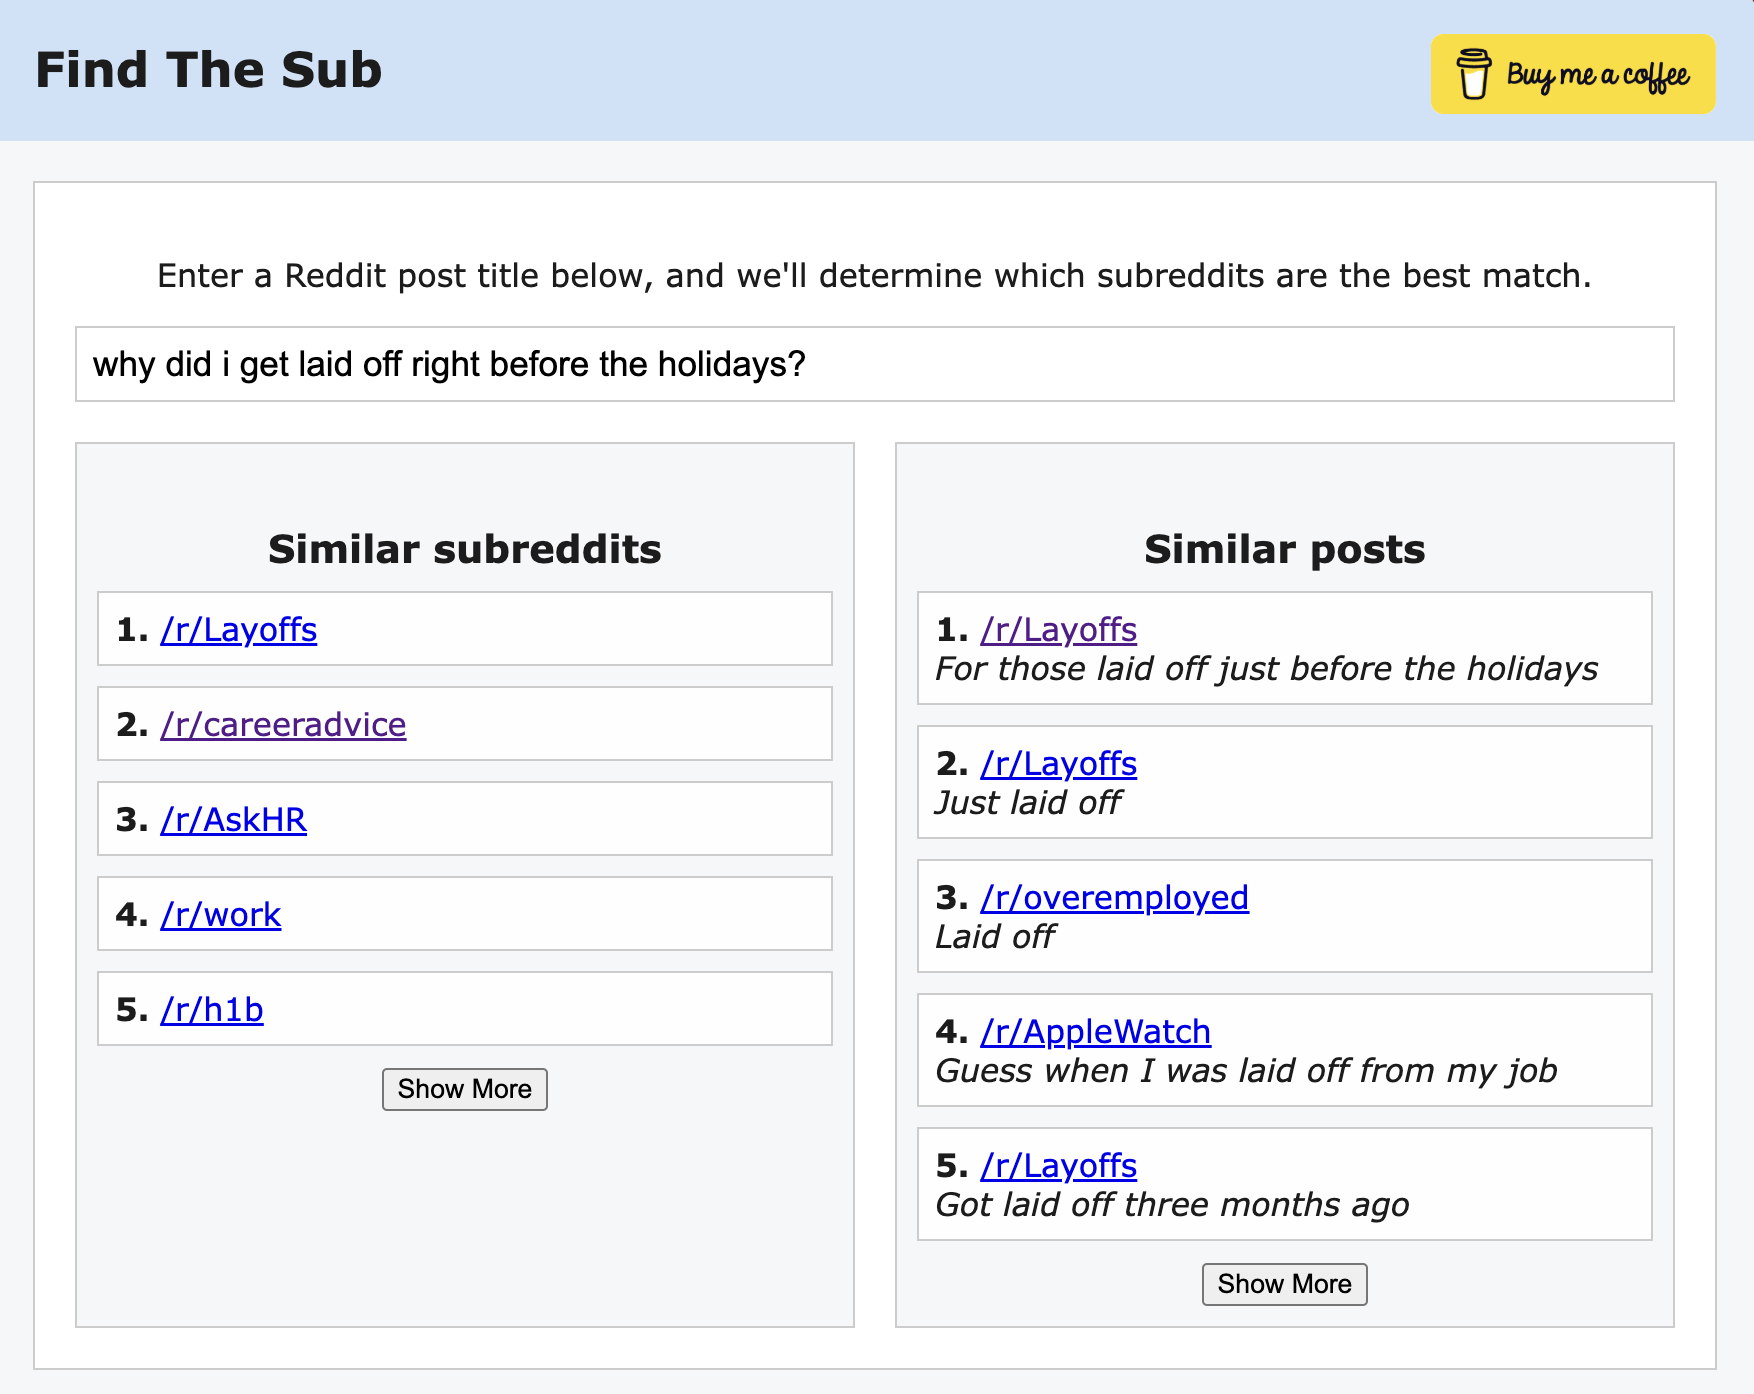 Find The Sub
Buy me a coffee
Enter a Reddit post title below, and we'll determine which subreddits are the best match.
why did i get laid off right before the holidays?
Similar subreddits
1. /r/Layoffs
2. /r/careeradvice
3. /r/AskHR
4. /r/work
5. /r/h1b
Show More
Similar posts
1. /r/Layoffs
For those laid off just before the holidays
2. /r/Layoffs
Just laid off
3. /r/overemployed
Laid off
4. /r/AppleWatch
Guess when I was laid off from my job
5. /r/Layoffs
Got laid off three months ago
Show More